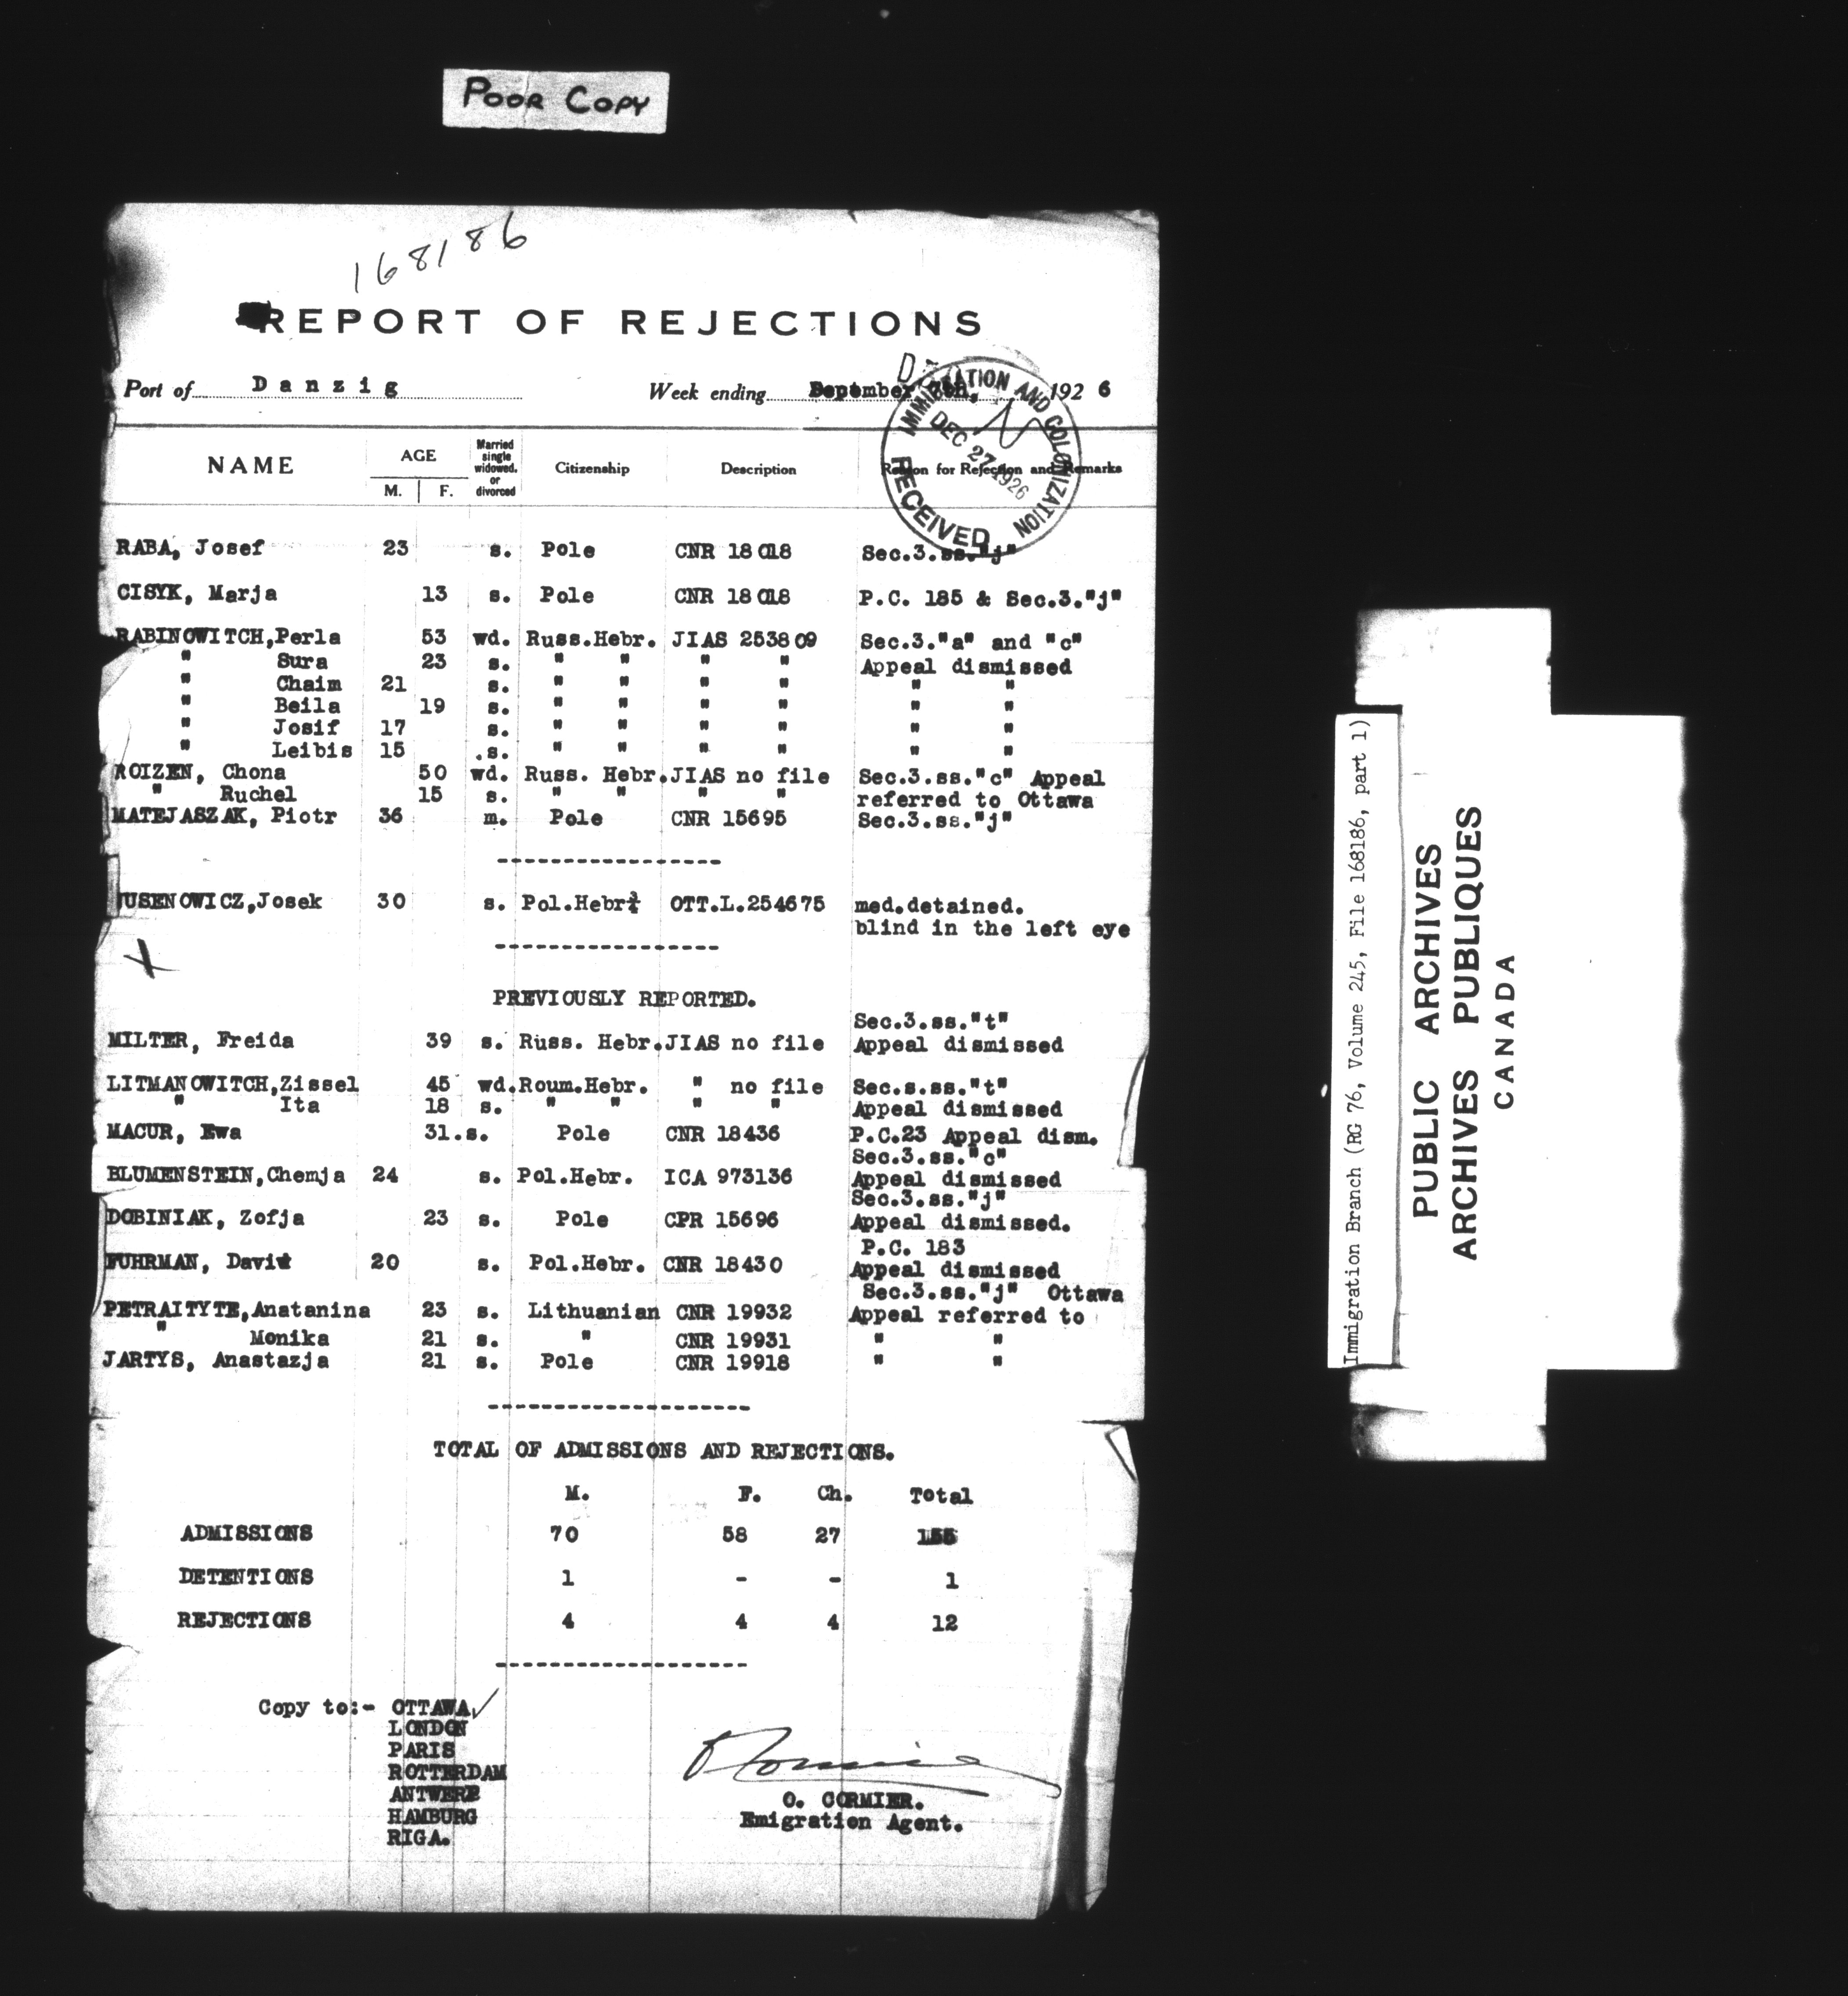 POOR COPY
168186
REPORT OF REJECTIONS
Port of Danzig Week ending 1926
IMMIGRATION AND COLONIZATION
DEC 27 1926
RECEIVED
NAME AGE Married single widowed. or divorced Citizenship Description Reason for Rejection and Remarks
M. F.
RABA, Josef 23 s. Pole CNR 18018 Sec.3.ss."j"
CISYK, Marja 13 s. Pole CNR 18018 P.C. 185 & Sec.3."j"
RABINOWITCH,Perla 53 wd. Russ.Hebr. JIAS 253809 Sec.3."a" and "c"
" Sura 23 s. " " " " Appeal dismissed
" Chaim 21 s. " " " " " "
" Beila 19 s. " " " " " "
" Josif 17 s. " " " " " "
" Leibis 15 .s. " " " " " "
ROIZEN, Chona 50 wd. Russ. Hebr.JIAS no file Sec.3.ss."c" Appeal
" Ruchel 15 s. " " " " referred to Ottawa
MATEJASZAK, Piotr 36 m. Pole CNR 15695 Sec.3.ss."j"
-----------------
JUSENOWICZ,Josek 30 s. Pol.Hebr. OTT.L.254675 med.detained.
blind in the left eye
-----------------
X
PREVIOUSLY REPORTED.
Sec.3.ss."t"
MILTER, Freida 39 s. Russ. Hebr.JIAS no file Appeal dismissed
LITMANOWITCH,Zissel 45 wd.Roum.Hebr. " no file Sec.s.ss."t"
" Ita 18 s. " " " " Appeal dismissed
MACUR, Ewa 31.s. Pole CNR 18436 P.C.23 Appeal dism.
Sec.3.ss."c"
BLUMENSTEIN,Chemja 24 s. Pol.Hebr. ICA 973136 Appeal dismissed
Sec.3.ss."j"
DOBINIAK, Zofja 23 s. Pole CPR 15696 Appeal dismissed.
P.C. 183
FUHRMAN, David 20 s. Pol.Hebr. CNR 18430 Appeal dismissed
Sec.3.ss."j" Ottawa
PETRAITYTE,Anatanina 23 s. Lithuanian CNR 19932 Appeal referred to
" Monika 21 s. " CNR 19931 " "
JARTYS, Anastazja 21 s. Pole CNR 19918 " "
--------------------
TOTAL OF ADMISSIONS AND REJECTIONS.
M. F. Ch. Total
ADMISSIONS 70 58 27 155
DETENTIONS 1 - - 1
REJECTIONS 4 4 4 12
-------------------
Copy to:- OTTAWA
LONDON
PARIS
ROTTERDAM
ANTWERP
HAMBURG
RIGA.
O. CORMIER.
Emigration Agent.
Immigration Branch (RG 76, Volume 245, File 168186, part 1)
PUBLIC ARCHIVES
ARCHIVES PUBLIQUES
CANADA